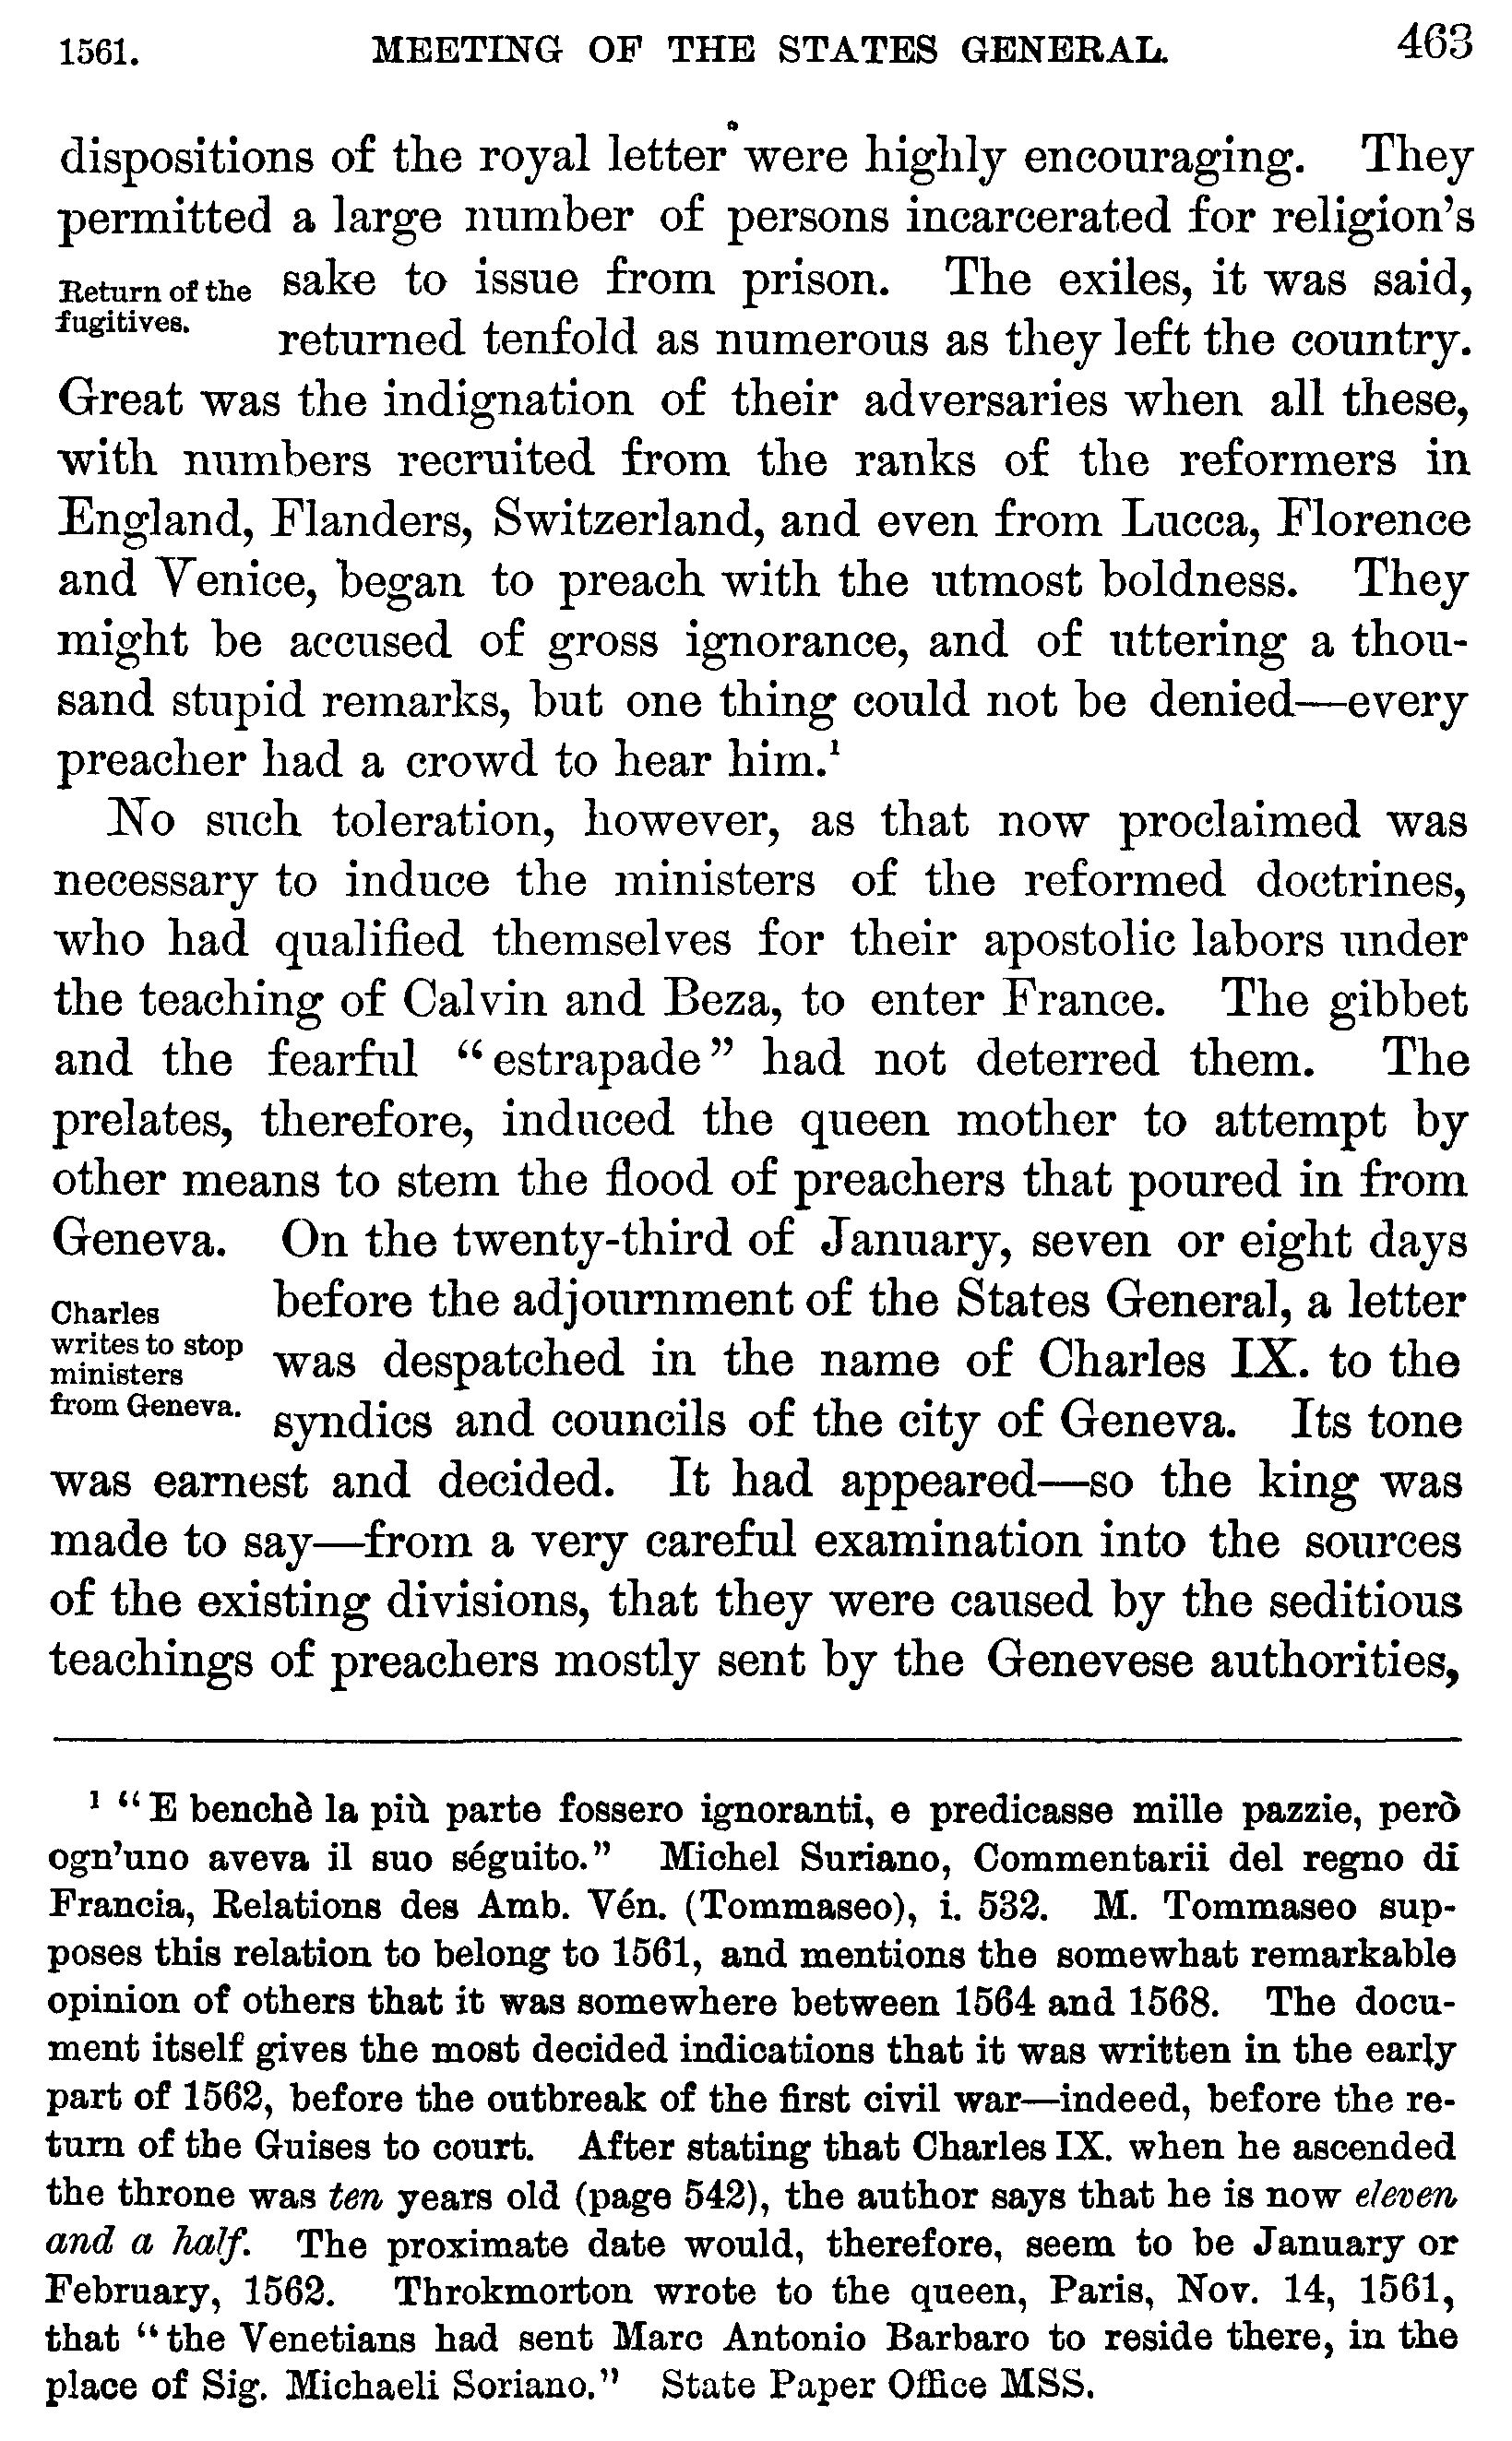 1561. MEETING OF THE STATES GENERAL. 463
dispositions of the royal letter were highly encouraging. They
permitted a large number of persons incarcerated for religion's
Return of the
fugitives.
sake to issue from prison. The exiles, it was said,
returned tenfold as numerous as they left the country.
Great was the indignation of their adversaries when all these,
with numbers recruited from the ranks of the reformers in
England, Flanders, Switzerland, and even from Lucca, Florence
and Venice, began to preach with the utmost boldness. They
might be accused of gross ignorance, and of uttering a thou-
sand stupid remarks, but one thing could not be denied—every
preacher had a crowd to hear him.¹
No such toleration, however, as that now proclaimed was
necessary to induce the ministers of the reformed doctrines,
who had qualified themselves for their apostolic labors under
the teaching of Calvin and Beza, to enter France. The gibbet
and the fearful "estrapade" had not deterred them. The
prelates, therefore, induced the queen mother to attempt by
other means to stem the flood of preachers that poured in from
Geneva. On the twenty-third of January, seven or eight days
Charles
writes to stop
ministers
from Geneva.
before the adjournment of the States General, a letter
was despatched in the name of Charles IX. to the
syndics and councils of the city of Geneva. Its tone
was earnest and decided. It had appeared—so the king was
made to say—from a very careful examination into the sources
of the existing divisions, that they were caused by the seditious
teachings of preachers mostly sent by the Genevese authorities,
¹ "E benchè la più parte fossero ignoranti, e predicasse mille pazzie, però
ogn'uno aveva il suo séguito." Michel Suriano, Commentarii del regno di
Francia, Relations des Amb. Vén. (Tommaseo), i. 532. M. Tommaseo sup-
poses this relation to belong to 1561, and mentions the somewhat remarkable
opinion of others that it was somewhere between 1564 and 1568. The docu-
ment itself gives the most decided indications that it was written in the early
part of 1562, before the outbreak of the first civil war—indeed, before the re-
turn of the Guises to court. After stating that Charles IX. when he ascended
the throne was ten years old (page 542), the author says that he is now eleven
and a half. The proximate date would, therefore, seem to be January or
February, 1562. Throkmorton wrote to the queen, Paris, Nov. 14, 1561,
that "the Venetians had sent Marc Antonio Barbaro to reside there, in the
place of Sig. Michaeli Soriano." State Paper Office MSS.